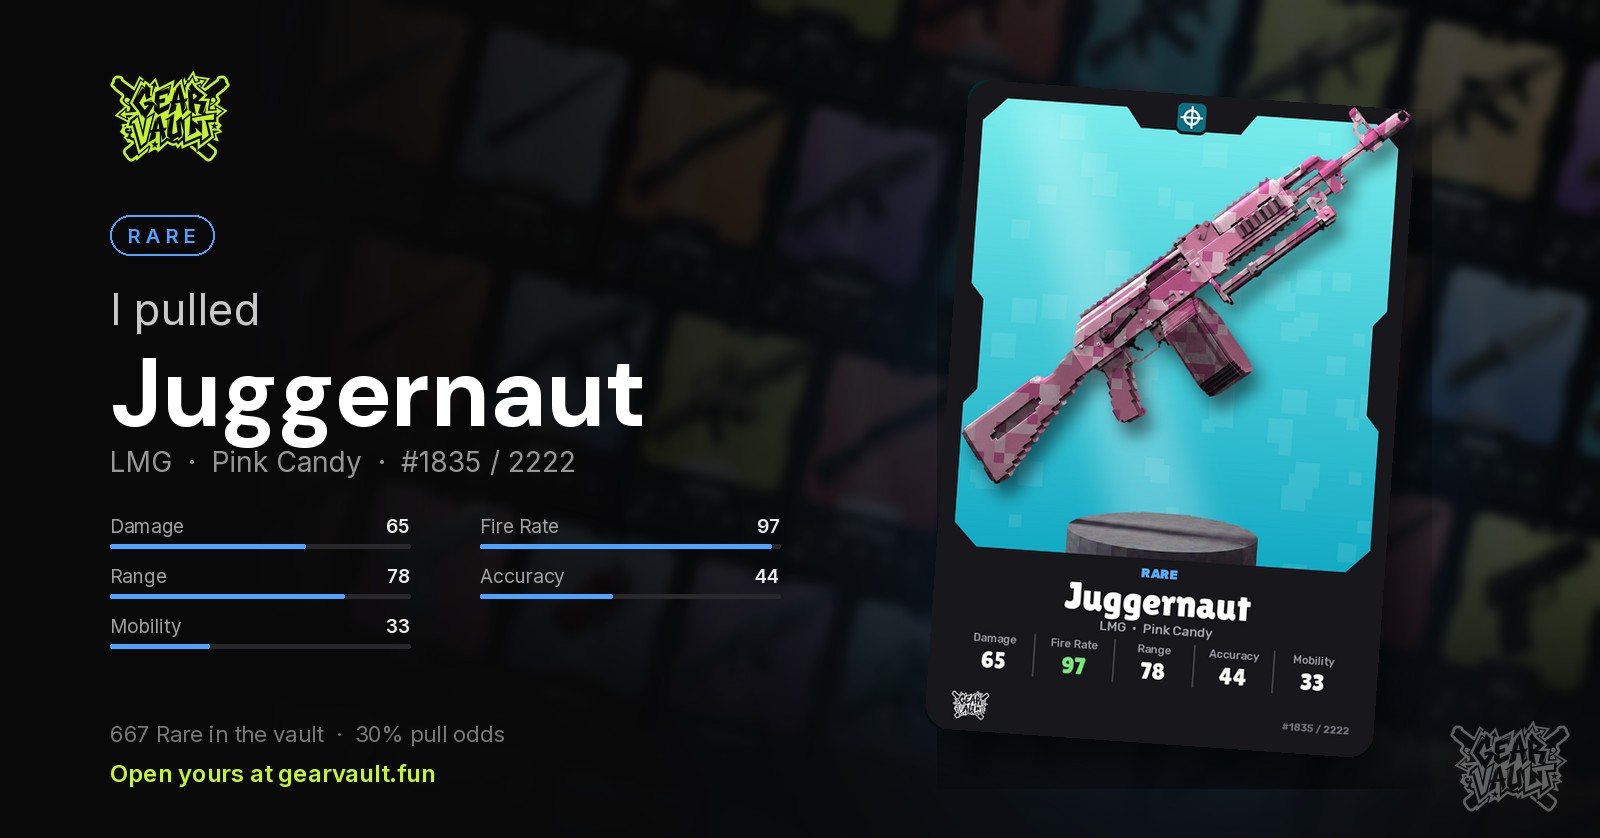 GEAR
VAULT
RARE
I pulled
Juggernaut
LMG · Pink Candy · #1835 / 2222
Damage 65
Fire Rate 97
Range 78
Accuracy 44
Mobility 33
667 Rare in the vault · 30% pull odds
Open yours at gearvault.fun
RARE
Juggernaut
LMG · Pink Candy
Damage Fire Rate Range Accuracy Mobility
65 97 78 44 33
GEAR
VAULT
#1835 / 2222
GEAR
VAULT